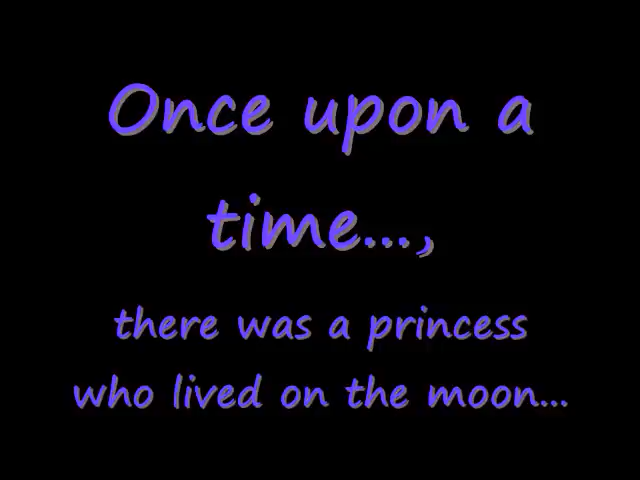 Once upon a
time...,
there was a princess
who lived on the moon...